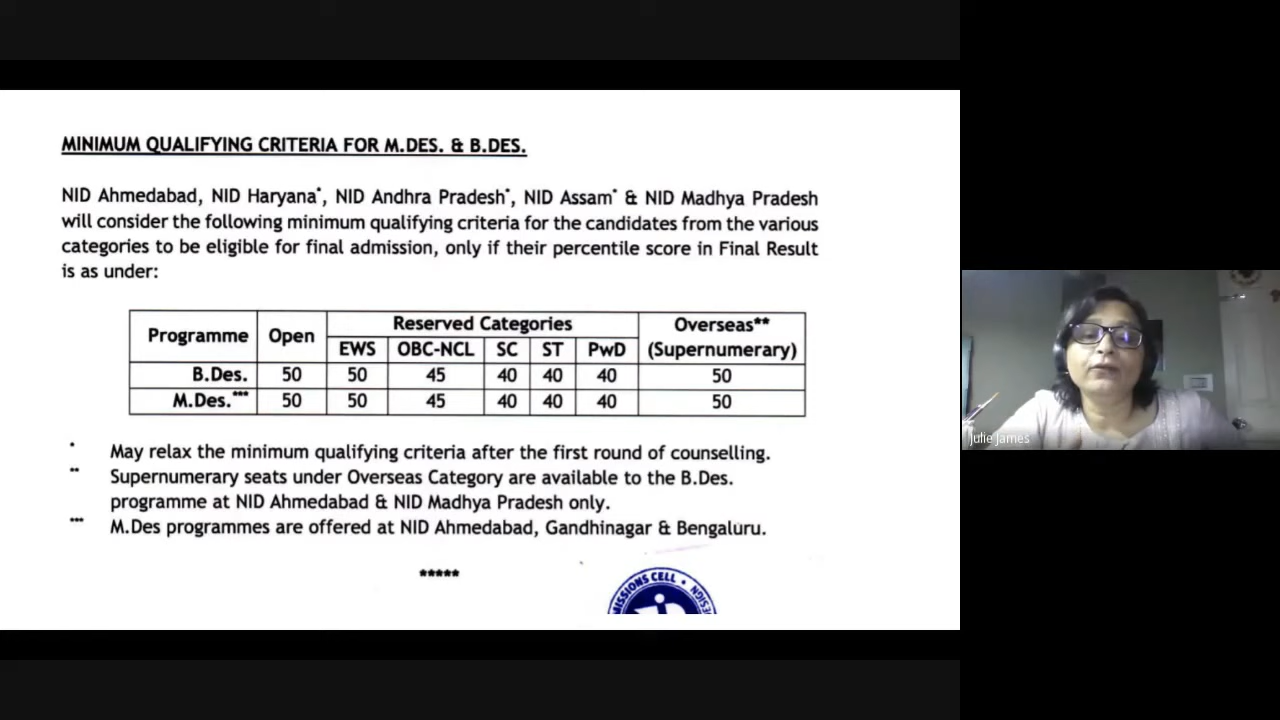 MINIMUM QUALIFYING CRITERIA FOR M.DES. & B.DES.
NID Ahmedabad, NID Haryana*, NID Andhra Pradesh*, NID Assam* & NID Madhya Pradesh
will consider the following minimum qualifying criteria for the candidates from the various
categories to be eligible for final admission, only if their percentile score in Final Result
is as under:
Programme Open Reserved Categories Overseas**
EWS OBC-NCL SC ST PwD (Supernumerary)
B.Des. 50 50 45 40 40 40 50
M.Des.*** 50 50 45 40 40 40 50
* May relax the minimum qualifying criteria after the first round of counselling.
** Supernumerary seats under Overseas Category are available to the B.Des.
programme at NID Ahmedabad & NID Madhya Pradesh only.
*** M.Des programmes are offered at NID Ahmedabad, Gandhinagar & Bengaluru.
*****
CELL
Julie James